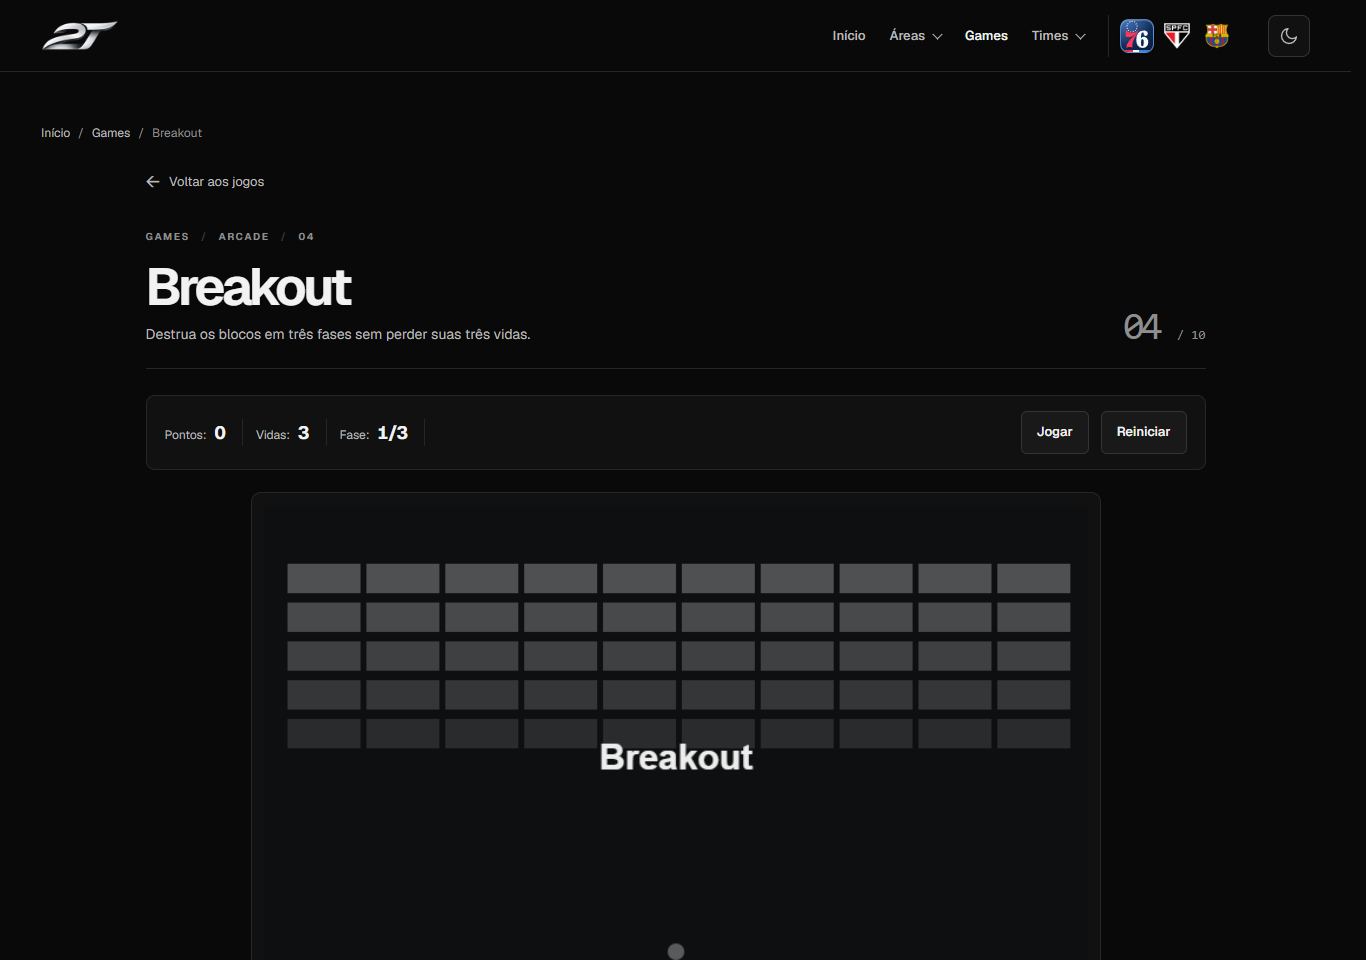 2T
Início Áreas Games Times
76
SPFC
Início / Games / Breakout
← Voltar aos jogos
GAMES / ARCADE / 04
Breakout
Destrua os blocos em três fases sem perder suas três vidas.
04 / 10
Pontos: 0 Vidas: 3 Fase: 1/3
Jogar Reiniciar
Breakout